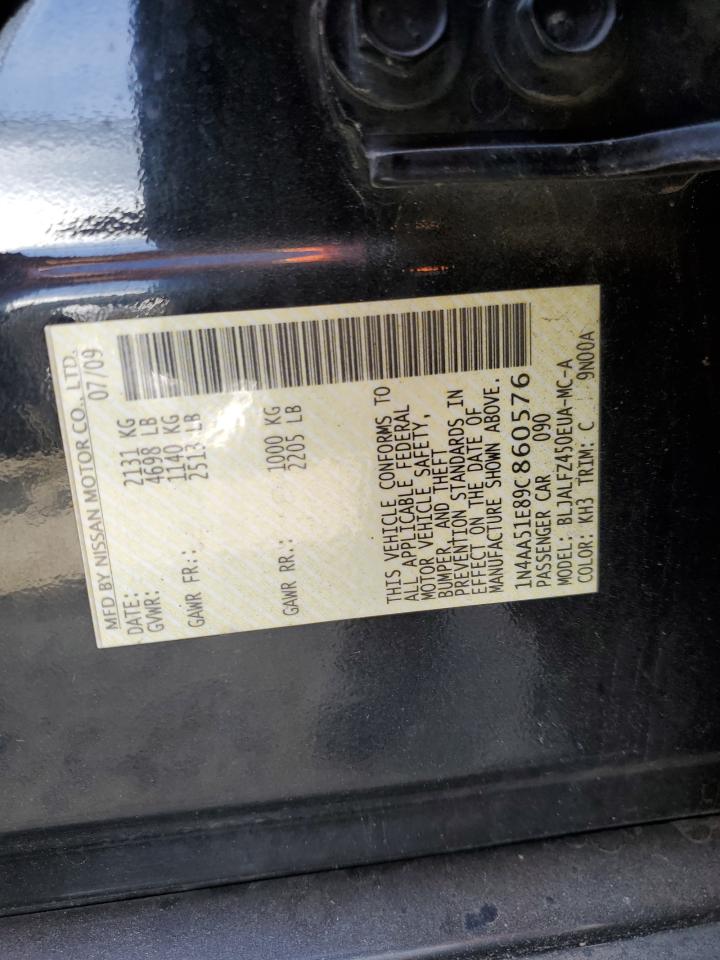 MFD BY NISSAN MOTOR CO., LTD.
DATE: 07/09
GVWR: 2131 KG
4698 LB
GAWR FR.: 1140 KG
2513 LB
GAWR RR.: 1000 KG
2205 LB
THIS VEHICLE CONFORMS TO
ALL APPLICABLE FEDERAL
MOTOR VEHICLE SAFETY,
BUMPER, AND THEFT
PREVENTION STANDARDS IN
EFFECT ON THE DATE OF
MANUFACTURE SHOWN ABOVE.
1N4AA51E89C860576
PASSENGER CAR 090
MODEL: BLJALFZ450EUA-MC-A
COLOR: KH3 TRIM: C 9N00A